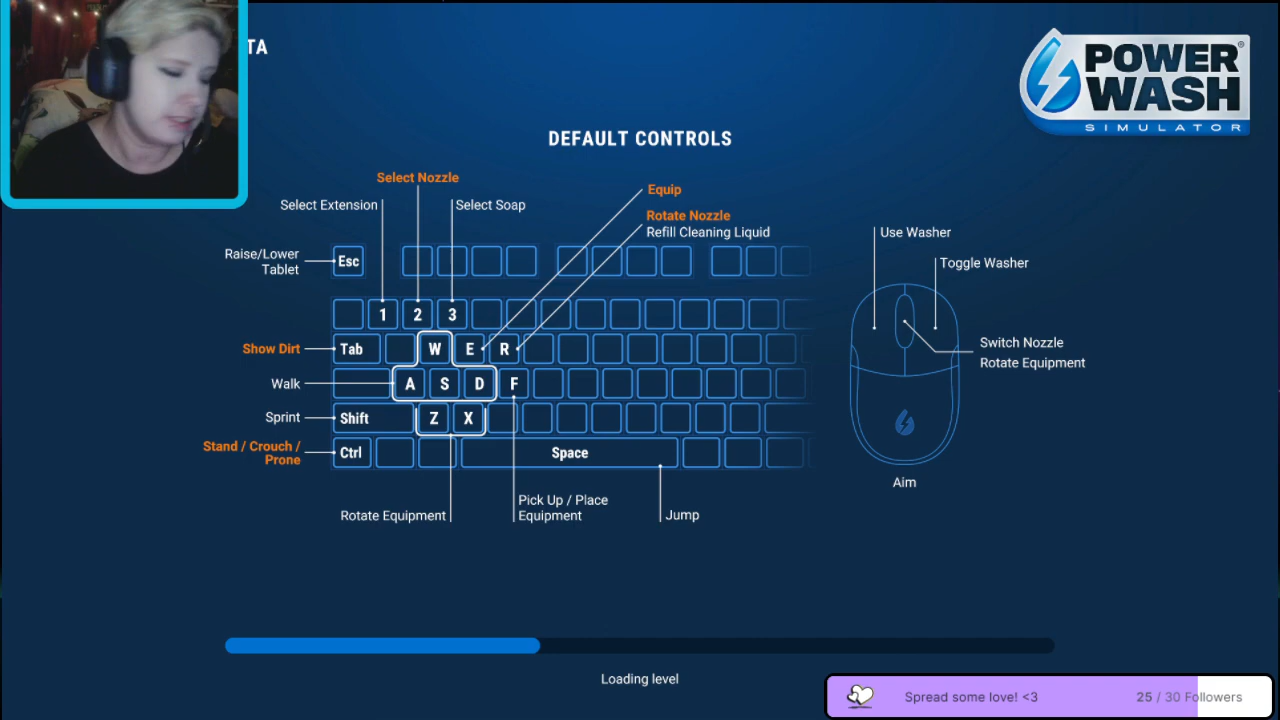 TA
POWER
WASH
SIMULATOR
DEFAULT CONTROLS
Select Nozzle
Equip
Select Extension
Select Soap
Rotate Nozzle
Refill Cleaning Liquid
Use Washer
Raise/Lower
Tablet
Esc
Toggle Washer
1 2 3
Show Dirt
Tab
W E R
Switch Nozzle
Rotate Equipment
Walk
A S D F
Sprint
Shift
Z X
Stand / Crouch /
Prone
Ctrl
Space
Aim
Rotate Equipment
Pick Up / Place
Equipment
Jump
Loading level
Spread some love! <3
25 / 30 Followers